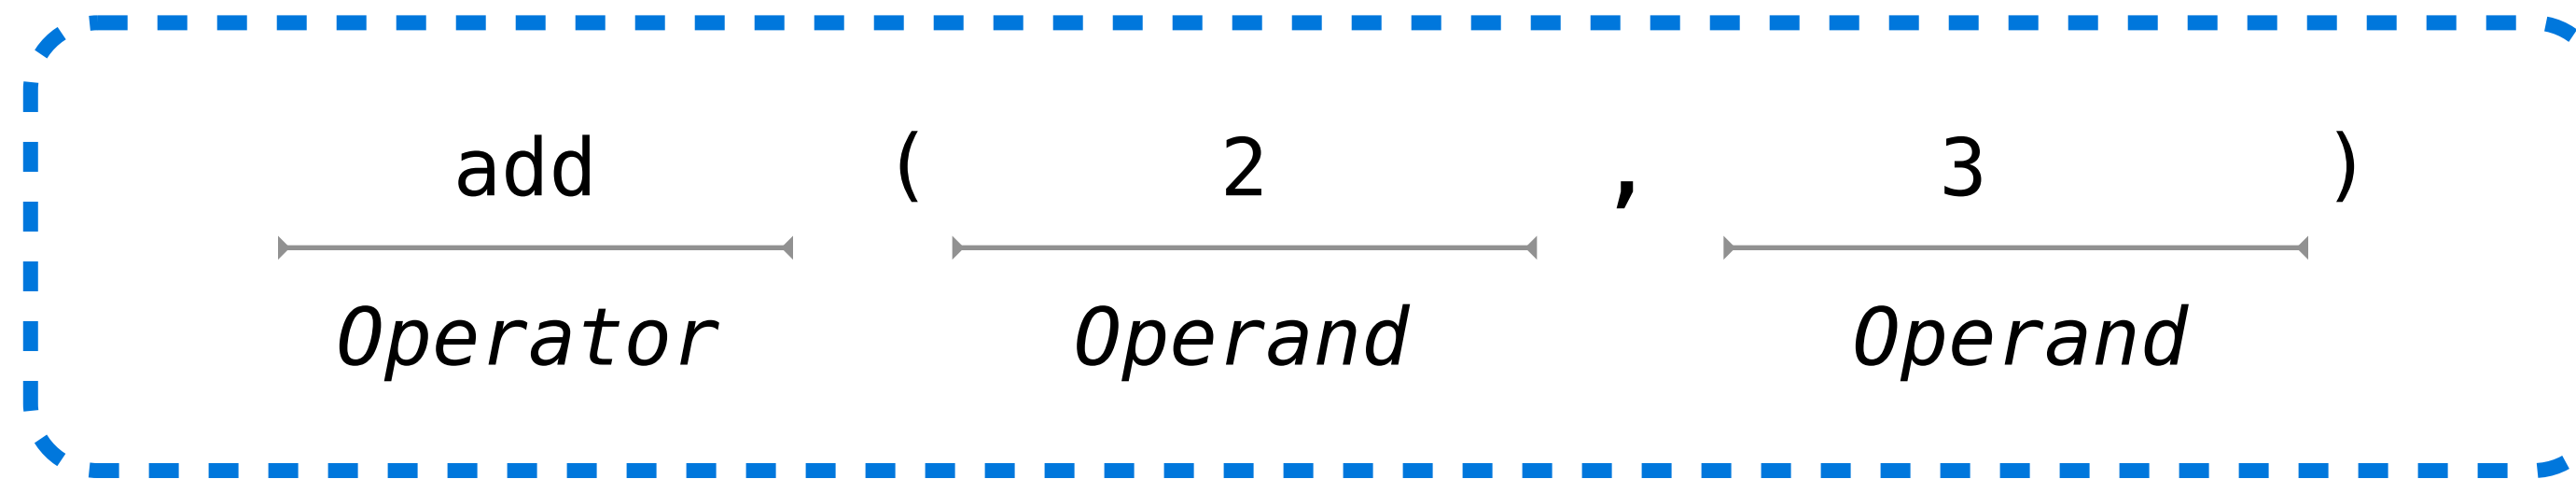 add ( 2 , 3 )
Operator Operand Operand